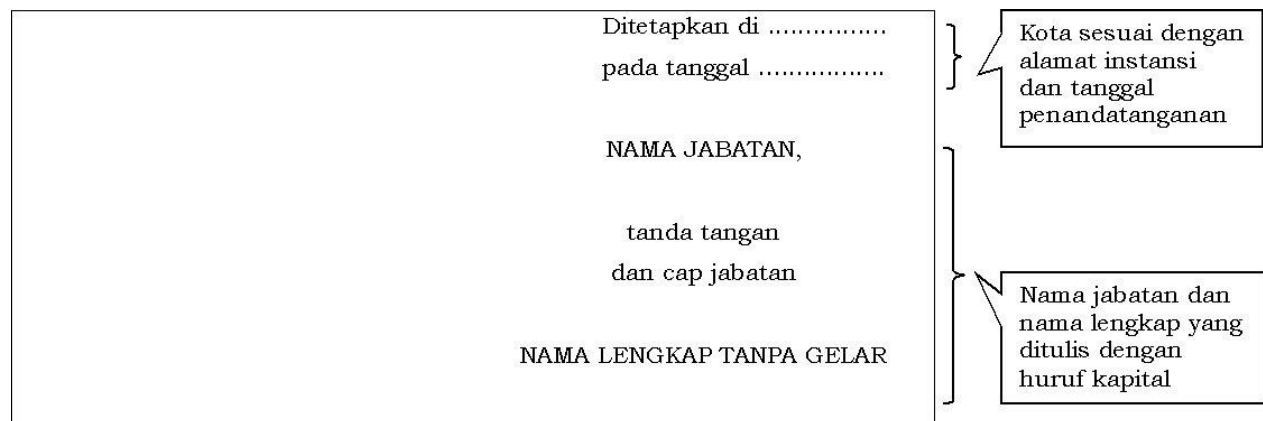 Ditetapkan di ................
pada tanggal .................
NAMA JABATAN,
tanda tangan
dan cap jabatan
NAMA LENGKAP TANPA GELAR
Kota sesuai dengan
alamat instansi
dan tanggal
penandatanganan
Nama jabatan dan
nama lengkap yang
ditulis dengan
huruf kapital